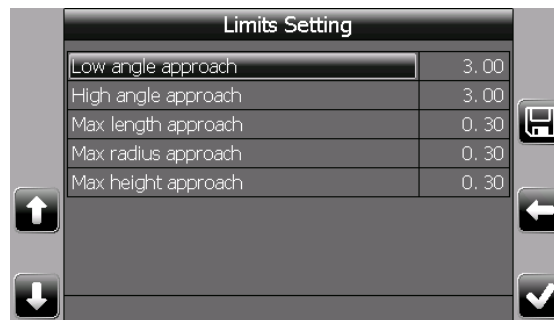 Limits Setting
Low angle approach 3.00
High angle approach 3.00
Max length approach 0.30
Max radius approach 0.30
Max height approach 0.30